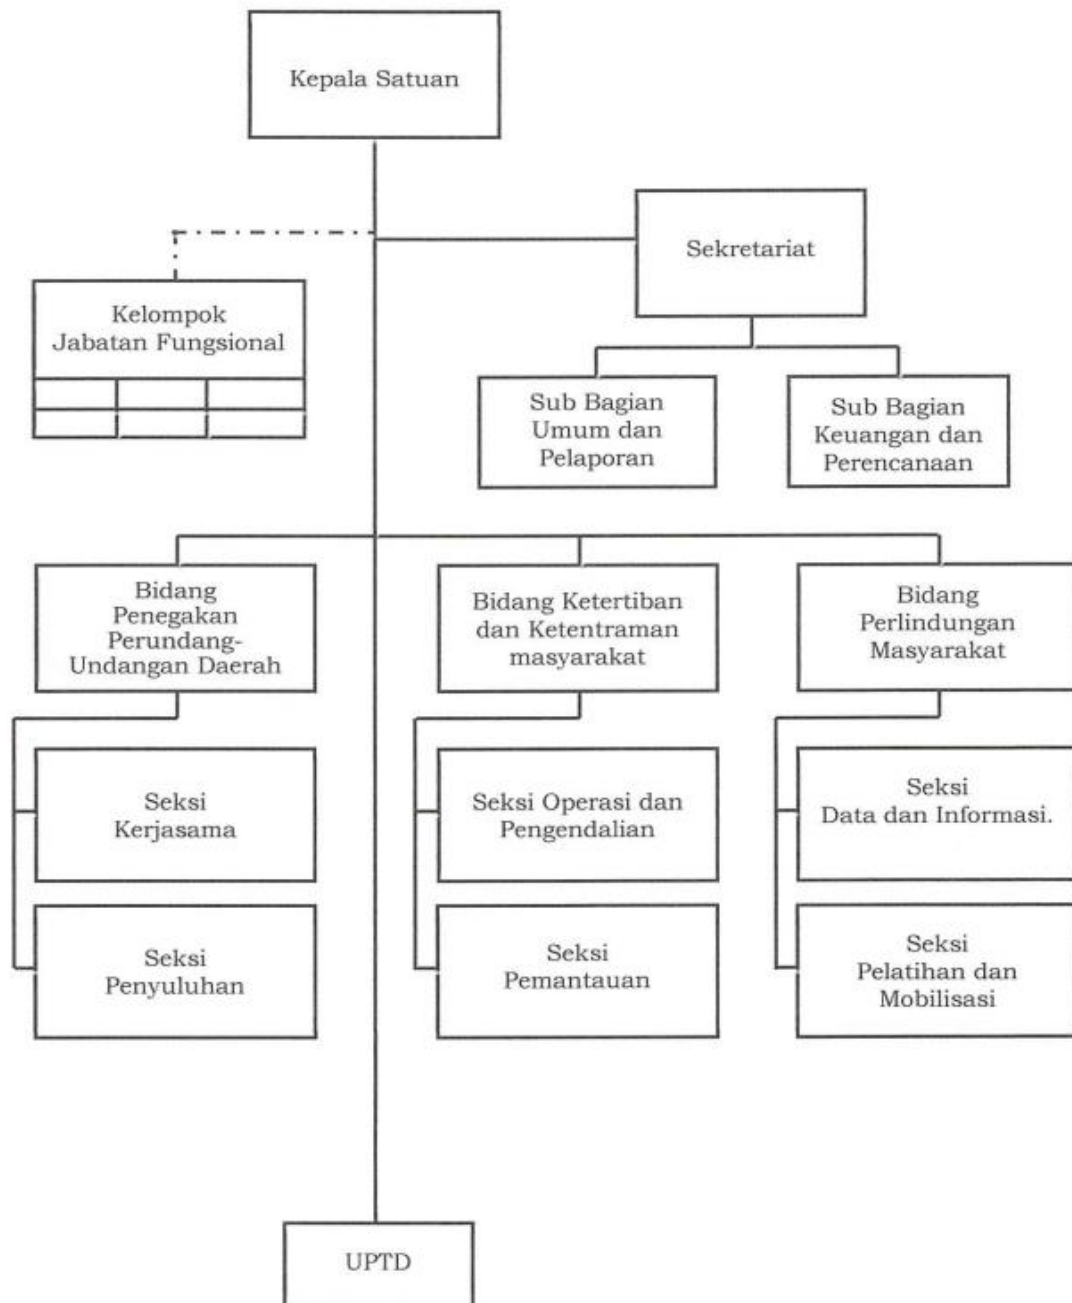 Kepala Satuan
Sekretariat
Kelompok
Jabatan Fungsional
Sub Bagian
Umum dan
Pelaporan
Sub Bagian
Keuangan dan
Perencanaan
Bidang
Penegakan
Perundang-
Undangan Daerah
Bidang Ketertiban
dan Ketentraman
masyarakat
Bidang
Perlindungan
Masyarakat
Seksi
Kerjasama
Seksi Operasi dan
Pengendalian
Seksi
Data dan Informasi.
Seksi
Penyuluhan
Seksi
Pemantauan
Seksi
Pelatihan dan
Mobilisasi
UPTD